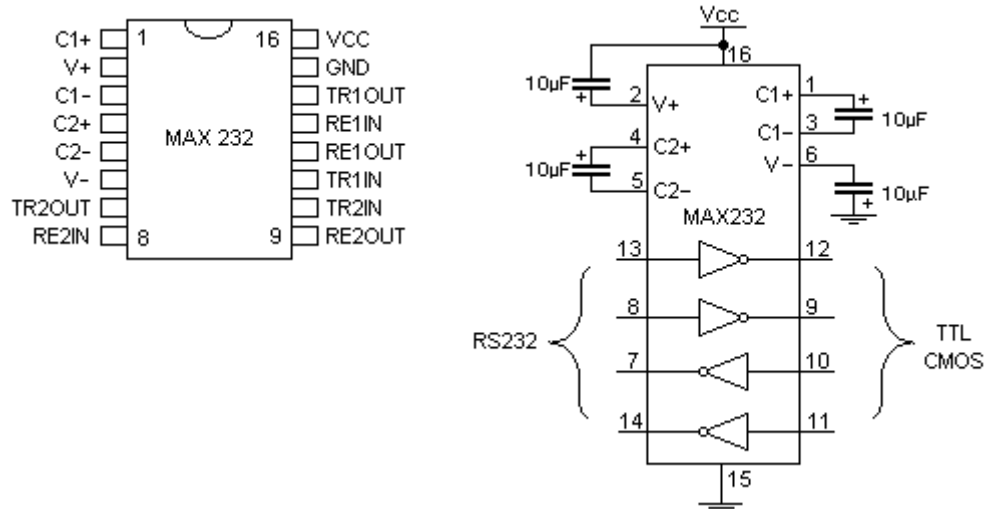 C1+ 1 16 VCC
V+ GND
C1- TR1OUT
C2+ RE1IN
MAX 232
C2- RE1OUT
V- TR1IN
TR2OUT TR2IN
RE2IN 8 9 RE2OUT
Vcc
16
10µF + 2 V+
C1+ 1 + 10µF
C1- 3
10µF + 4 C2+
5 C2-
V- 6
10µF +
MAX232
13 12
8 9
RS232
TTL
CMOS
7 10
14 11
15